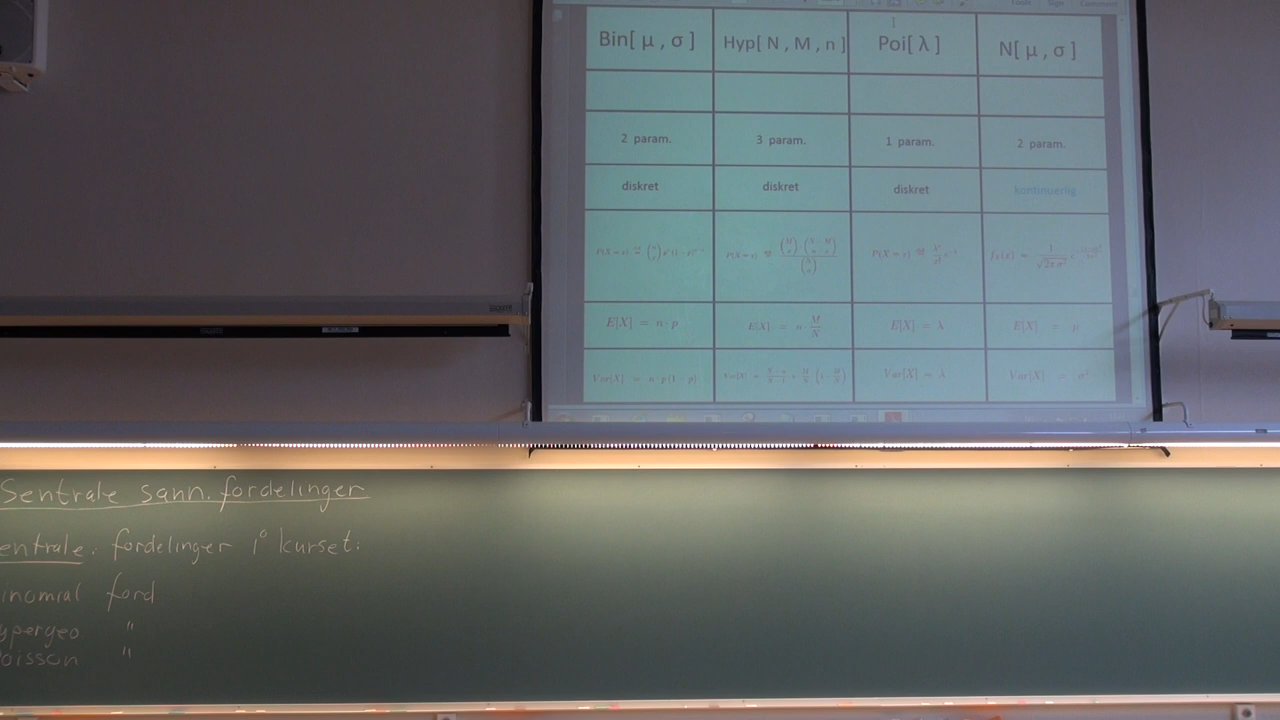 Bin[ μ , σ ] Hyp[ N , M , n ] Poi[ λ ] N[ μ , σ ]
2 param. 3 param. 1 param. 2 param.
diskret diskret diskret kontinuerlig
E[X] = n · p E[X] = n · M/N E[X] = λ E[X] = μ
Var[X] = n · p(1 - p) Var[X] = λ Var[X] = σ²
Sentrale sann. fordelinger
entrale. fordelinger i kurset:
inomial ford
ypergeo "
oisson "